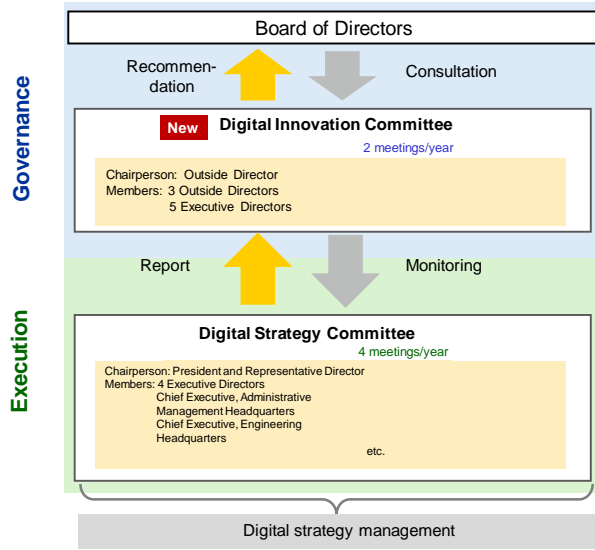 Board of Directors
Recommen-
dation
Consultation
Governance
New
Digital Innovation Committee
2 meetings/year
Chairperson: Outside Director
Members: 3 Outside Directors
5 Executive Directors
Report
Monitoring
Execution
Digital Strategy Committee
4 meetings/year
Chairperson: President and Representative Director
Members: 4 Executive Directors
Chief Executive, Administrative
Management Headquarters
Chief Executive, Engineering
Headquarters
etc.
Digital strategy management